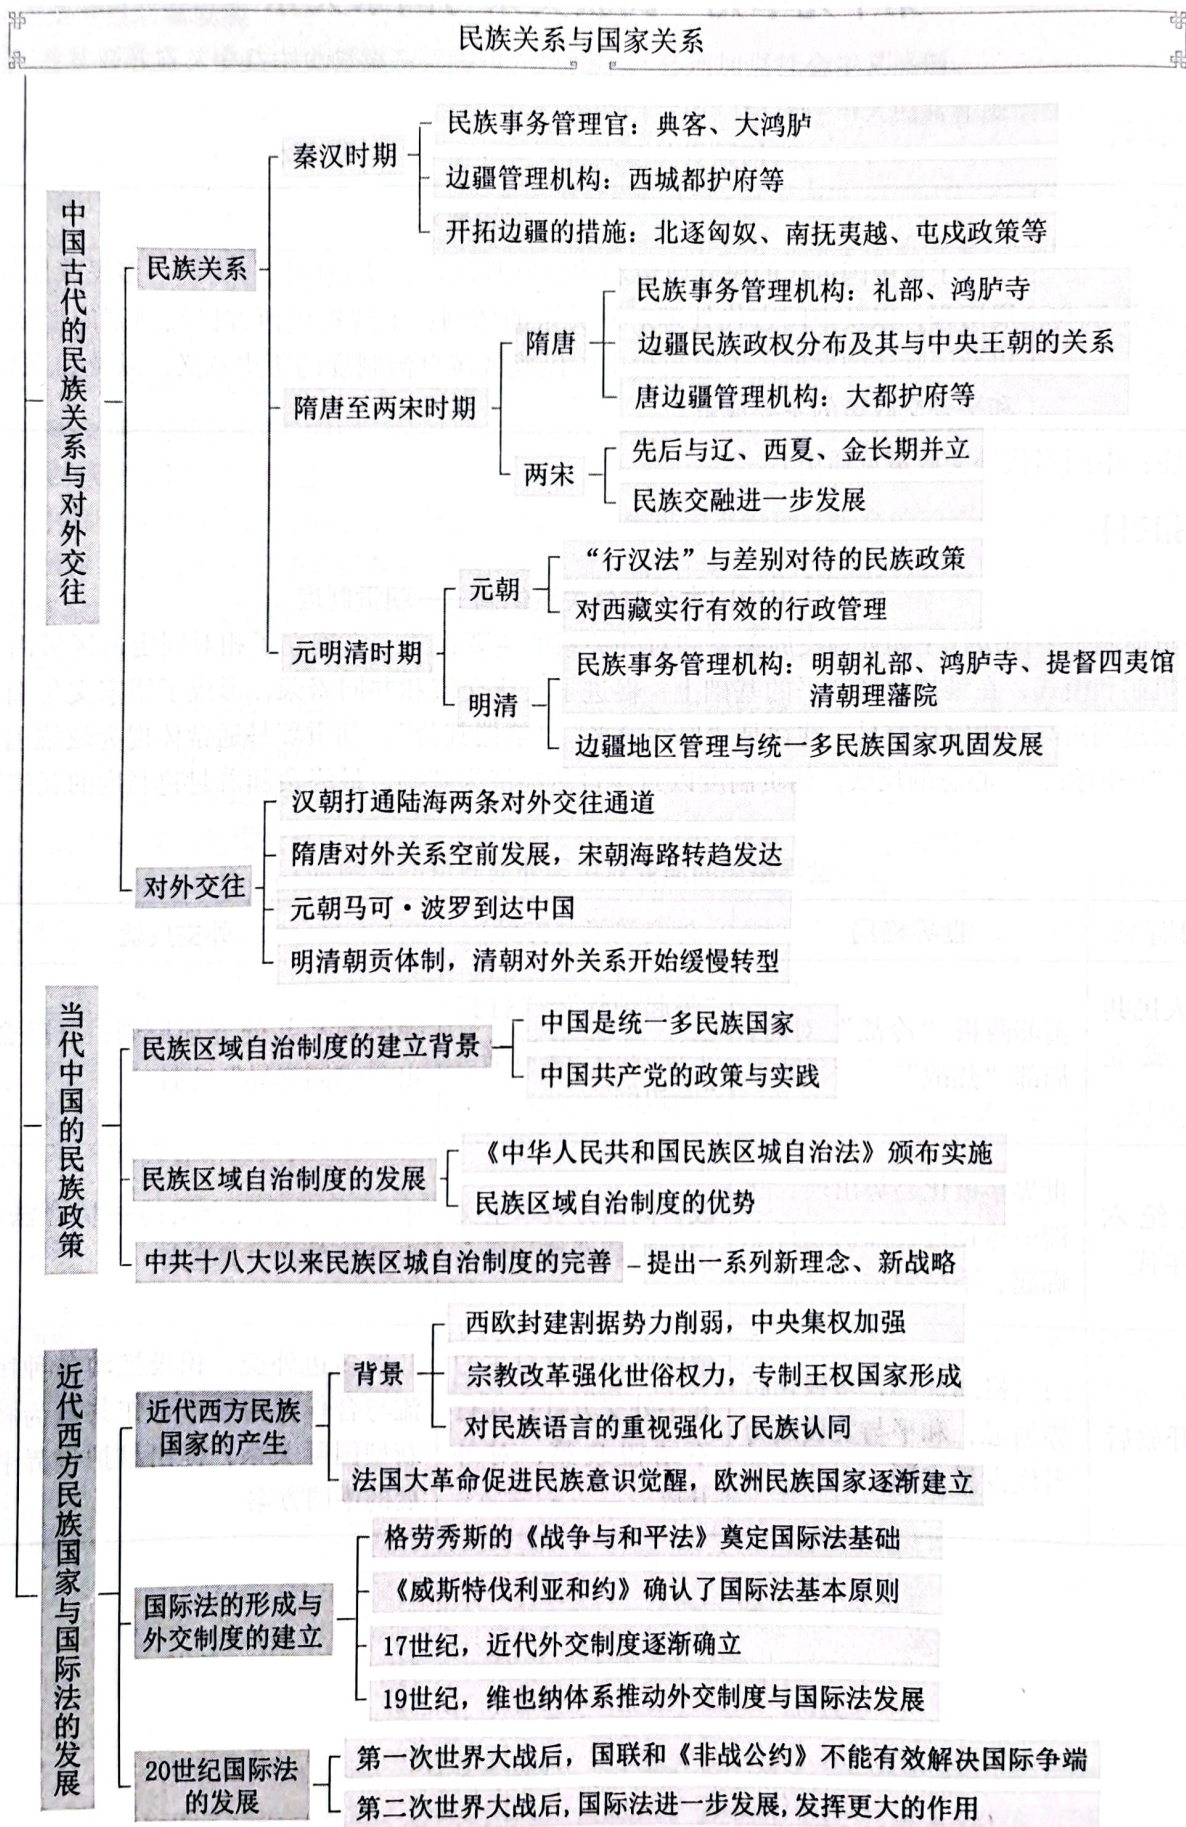 民族关系与国家关系
中国古代的民族关系与对外交往
民族关系
秦汉时期
民族事务管理官：典客、大鸿胪
边疆管理机构：西城都护府等
开拓边疆的措施：北逐匈奴、南抚夷越、屯戍政策等
隋唐至两宋时期
隋唐
民族事务管理机构：礼部、鸿胪寺
边疆民族政权分布及其与中央王朝的关系
唐边疆管理机构：大都护府等
两宋
先后与辽、西夏、金长期并立
民族交融进一步发展
元明清时期
元朝
“行汉法”与差别对待的民族政策
对西藏实行有效的行政管理
明清
民族事务管理机构：明朝礼部、鸿胪寺、提督四夷馆
清朝理藩院
边疆地区管理与统一多民族国家巩固发展
对外交往
汉朝打通陆海两条对外交往通道
隋唐对外关系空前发展，宋朝海路转趋发达
元朝马可·波罗到达中国
明清朝贡体制，清朝对外关系开始缓慢转型
当代中国的民族政策
民族区域自治制度的建立背景
中国是统一多民族国家
中国共产党的政策与实践
民族区域自治制度的发展
《中华人民共和国民族区城自治法》颁布实施
民族区域自治制度的优势
中共十八大以来民族区城自治制度的完善
提出一系列新理念、新战略
近代西方民族国家与国际法的发展
近代西方民族
国家的产生
背景
西欧封建割据势力削弱，中央集权加强
宗教改革强化世俗权力，专制王权国家形成
对民族语言的重视强化了民族认同
法国大革命促进民族意识觉醒，欧洲民族国家逐渐建立
国际法的形成与
外交制度的建立
格劳秀斯的《战争与和平法》奠定国际法基础
《威斯特伐利亚和约》确认了国际法基本原则
17世纪，近代外交制度逐渐确立
19世纪，维也纳体系推动外交制度与国际法发展
20世纪国际法
的发展
第一次世界大战后，国联和《非战公约》不能有效解决国际争端
第二次世界大战后,国际法进一步发展,发挥更大的作用